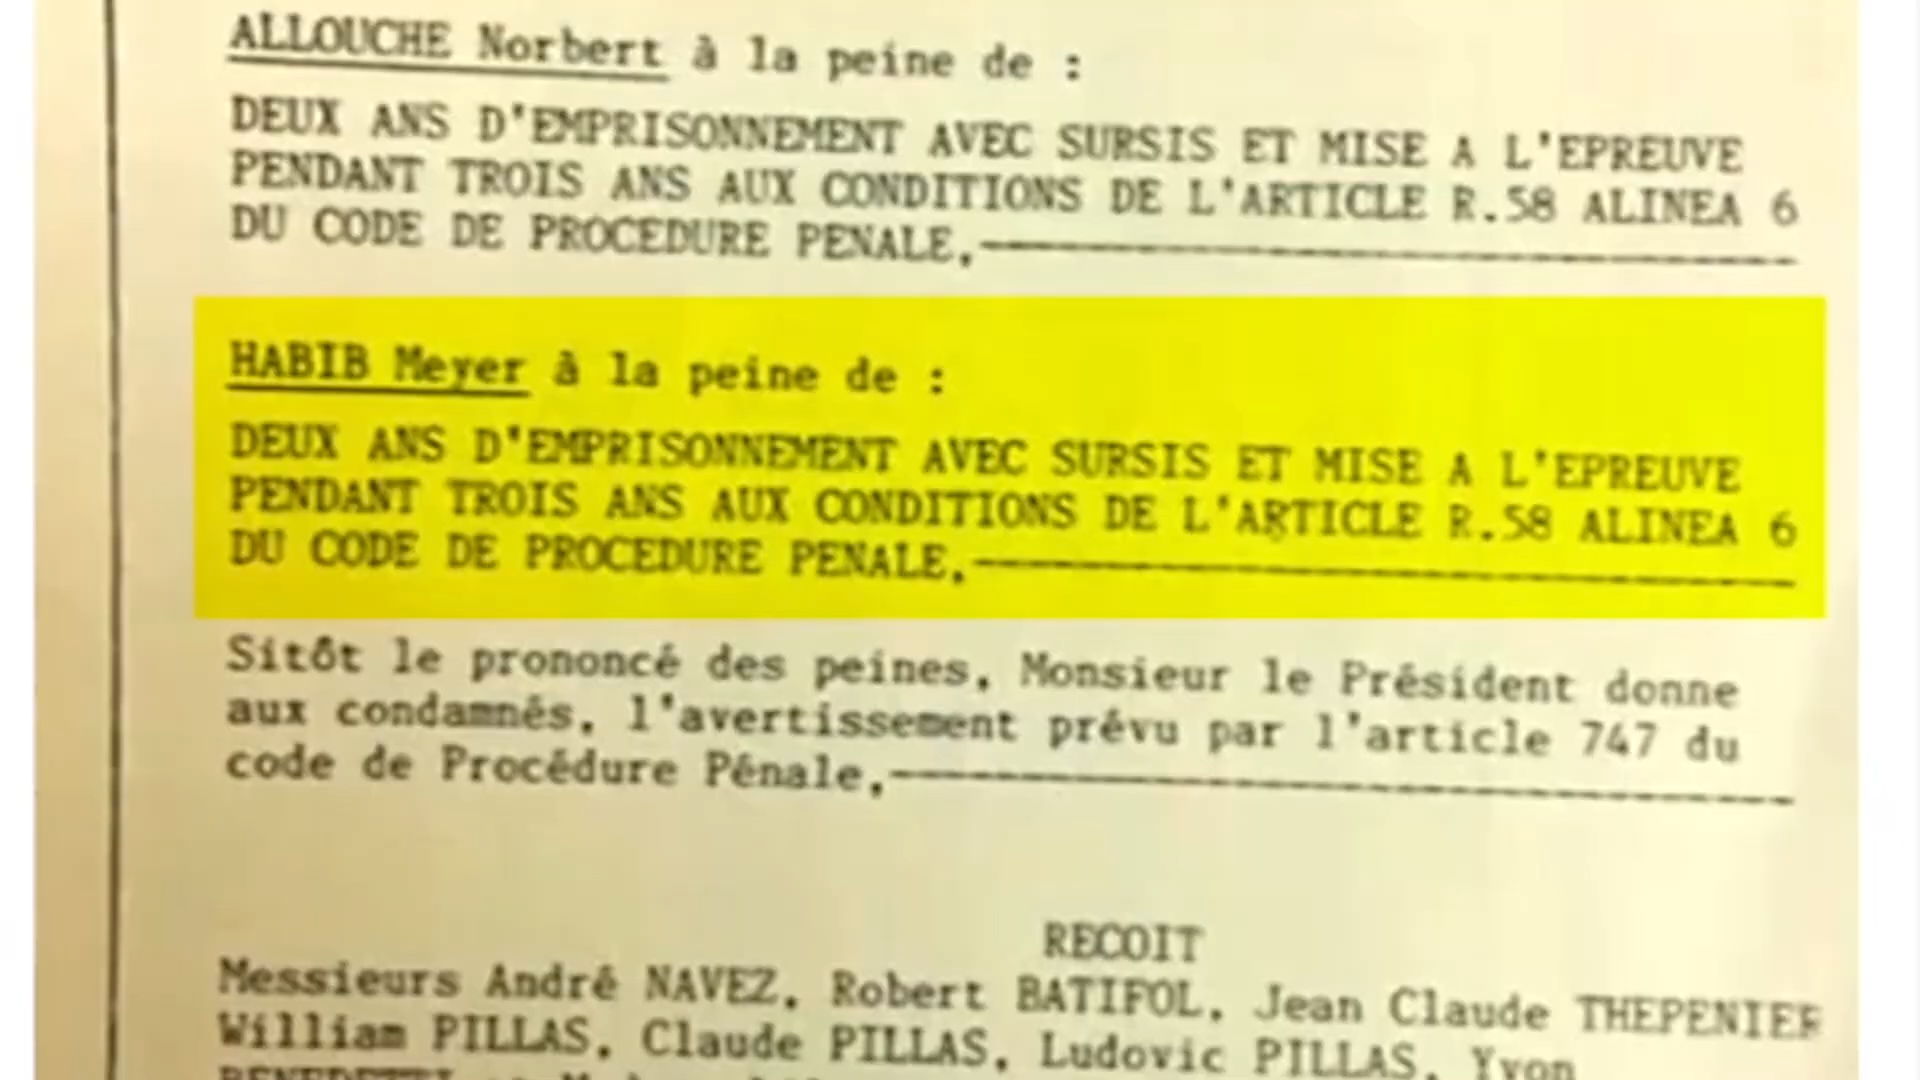 ALLOUCHE Norbert à la peine de :
DEUX ANS D'EMPRISONNEMENT AVEC SURSIS ET MISE A L'EPREUVE
PENDANT TROIS ANS AUX CONDITIONS DE L'ARTICLE R.58 ALINEA 6
DU CODE DE PROCEDURE PENALE.
HABIB Meyer à la peine de :
DEUX ANS D'EMPRISONNEMENT AVEC SURSIS ET MISE A L'EPREUVE
PENDANT TROIS ANS AUX CONDITIONS DE L'ARTICLE R.58 ALINEA 6
DU CODE DE PROCEDURE PENALE.
Sitôt le prononcé des peines, Monsieur le Président donne
aux condamnés, l'avertissement prévu par l'article 747 du
code de Procédure Pénale.
RECOIT
Messieurs André NAVEZ, Robert BATIFOL, Jean Claude THEPENIER
William PILLAS, Claude PILLAS, Ludovic PILLAS, Yvon